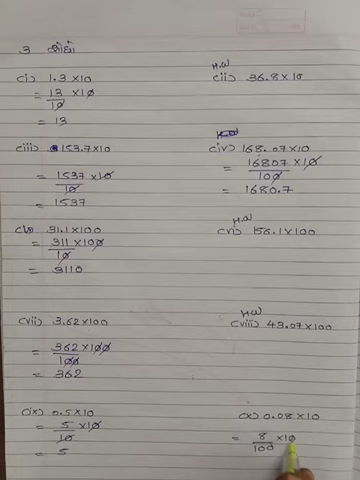 3 શોધો
(i) 1.3 × 10
= 13/10 × 10
= 13
H.W
(ii) 36.8 × 10
(iii) 153.7 × 10
= 1537/10 × 10
= 1537
(iv) 168.07 × 10
= 16807/100 × 10
= 1680.7
(v) 31.1 × 100
= 311/10 × 100
= 3110
H.W
(vi) 156.1 × 100
(vii) 3.62 × 100
= 362/100 × 100
= 362
H.W
(viii) 43.07 × 100
(ix) 0.5 × 10
= 5/10 × 10
= 5
(x) 0.08 × 10
= 8/100 × 10